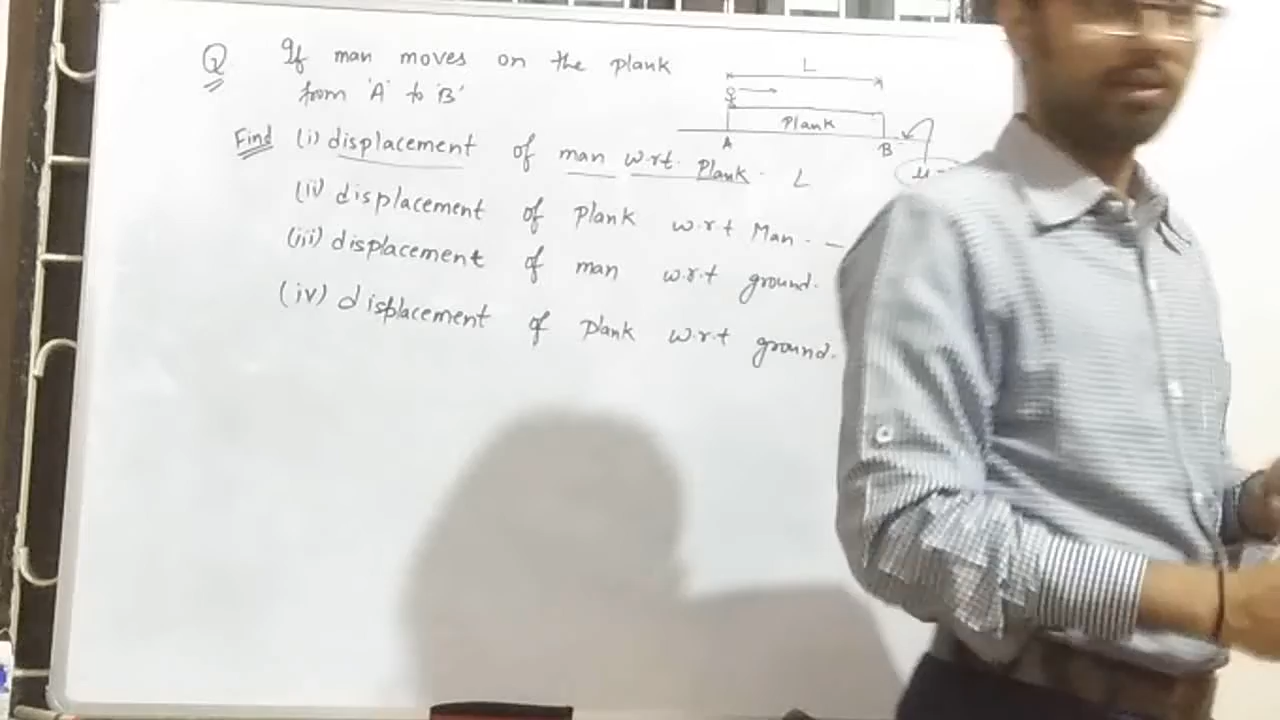 Q If man moves on the plank
from 'A' to 'B'
Find (i) displacement of man w.r.t. Plank. L
(ii) displacement of plank w.r.t Man. –
(iii) displacement of man w.r.t ground.
(iv) displacement of plank w.r.t ground.
L
Plank
A
B
μ